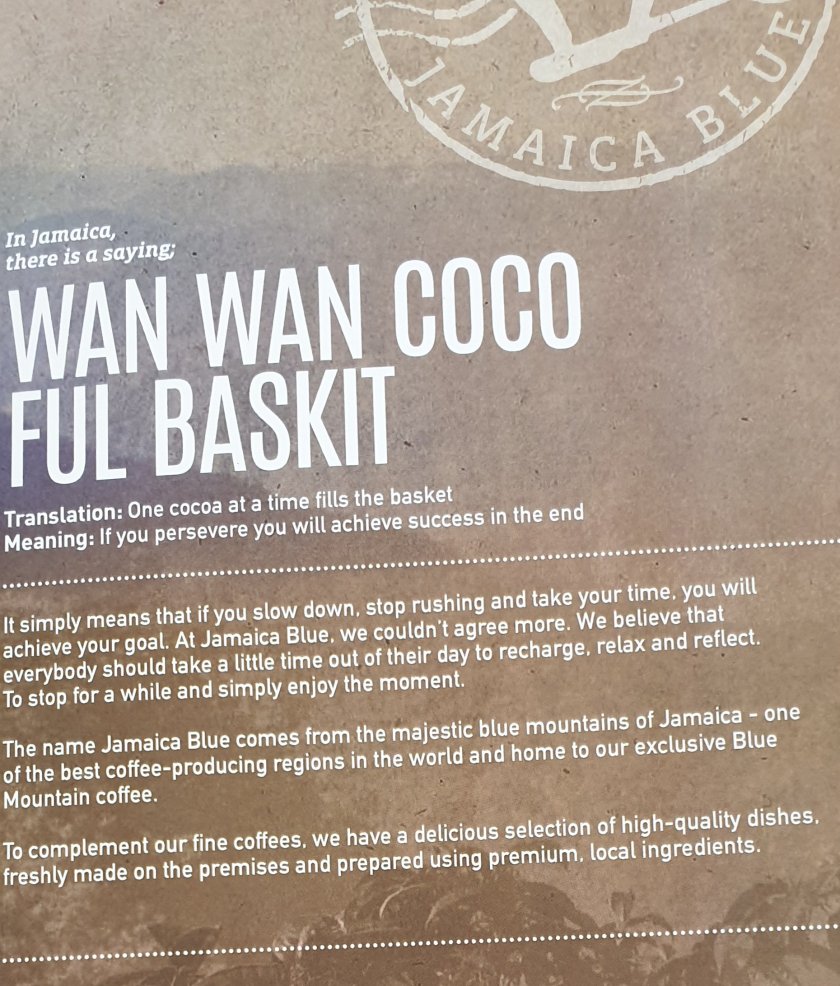 JAMAICA BLUE
In Jamaica,
there is a saying;
WAN WAN COCO
FUL BASKIT
Translation: One cocoa at a time fills the basket
Meaning: If you persevere you will achieve success in the end
It simply means that if you slow down, stop rushing and take your time, you will
achieve your goal. At Jamaica Blue, we couldn't agree more. We believe that
everybody should take a little time out of their day to recharge, relax and reflect.
To stop for a while and simply enjoy the moment.
The name Jamaica Blue comes from the majestic blue mountains of Jamaica - one
of the best coffee-producing regions in the world and home to our exclusive Blue
Mountain coffee.
To complement our fine coffees, we have a delicious selection of high-quality dishes,
freshly made on the premises and prepared using premium, local ingredients.